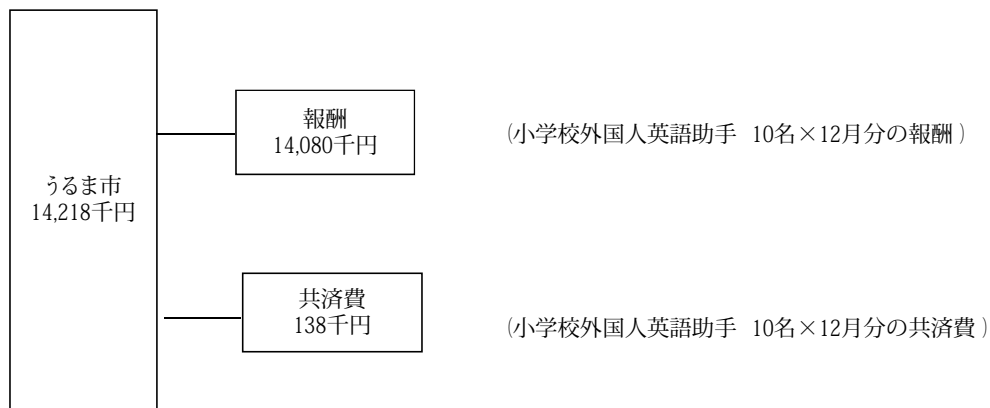 報酬
14,080千円
(小学校外国人英語助手 10名×12月分の報酬)
うるま市
14,218千円
共済費
138千円
(小学校外国人英語助手 10名×12月分の共済費)